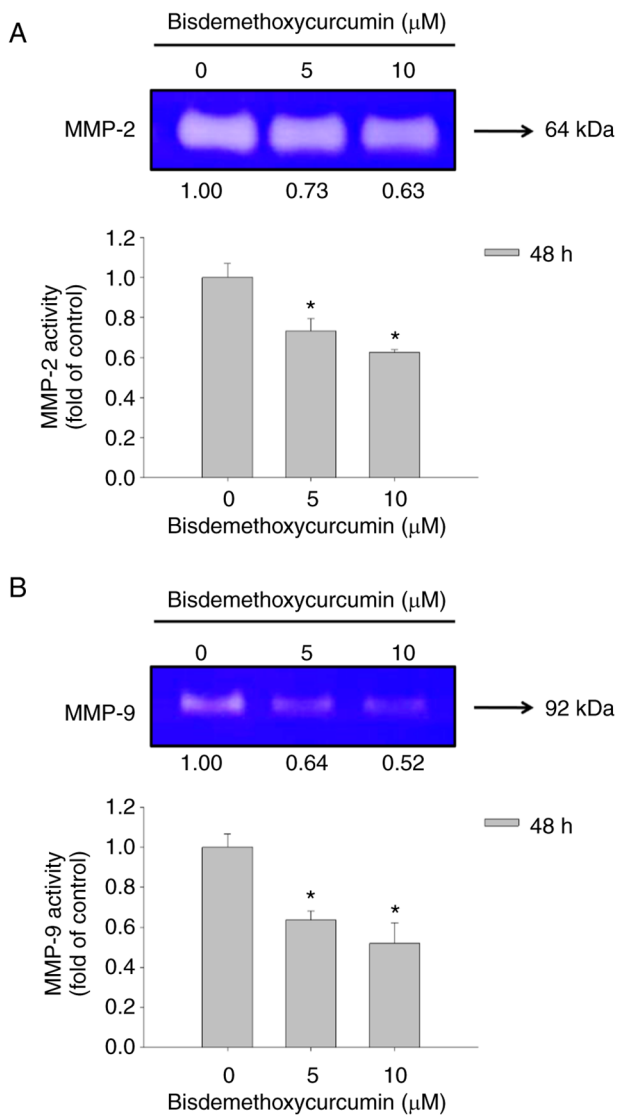 A
Bisdemethoxycurcumin (μM)
0 5 10
MMP-2
64 kDa
1.00 0.73 0.63
1.2
1.0
0.8
0.6
0.4
0.2
0.0
MMP-2 activity
(fold of control)
* *
48 h
0 5 10
Bisdemethoxycurcumin (μM)
B
Bisdemethoxycurcumin (μM)
0 5 10
MMP-9
92 kDa
1.00 0.64 0.52
1.2
1.0
0.8
0.6
0.4
0.2
0.0
MMP-9 activity
(fold of control)
* *
48 h
0 5 10
Bisdemethoxycurcumin (μM)